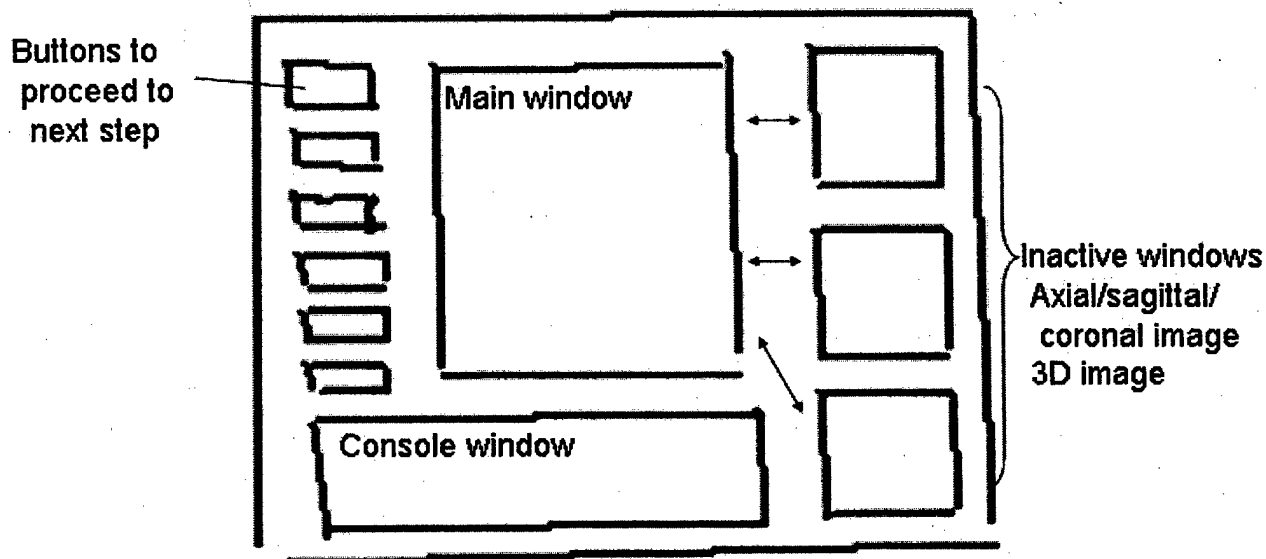 Buttons to
proceed to
next step
Main window
Inactive windows
Axial/sagittal/
coronal image
3D image
Console window